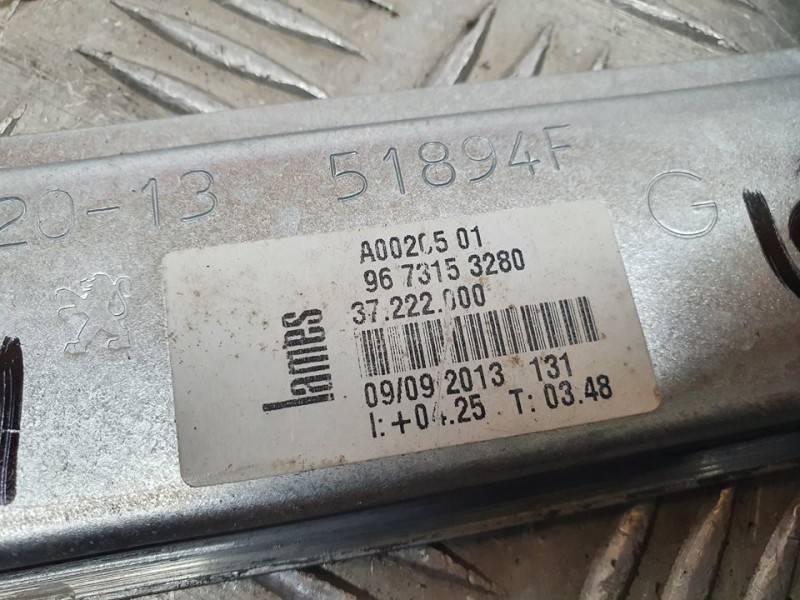 20-13 51894F G
A00205 01
96 7315 3280
37.222.000
Lames
09/09/2013 131
I: +04.25 T: 03.48